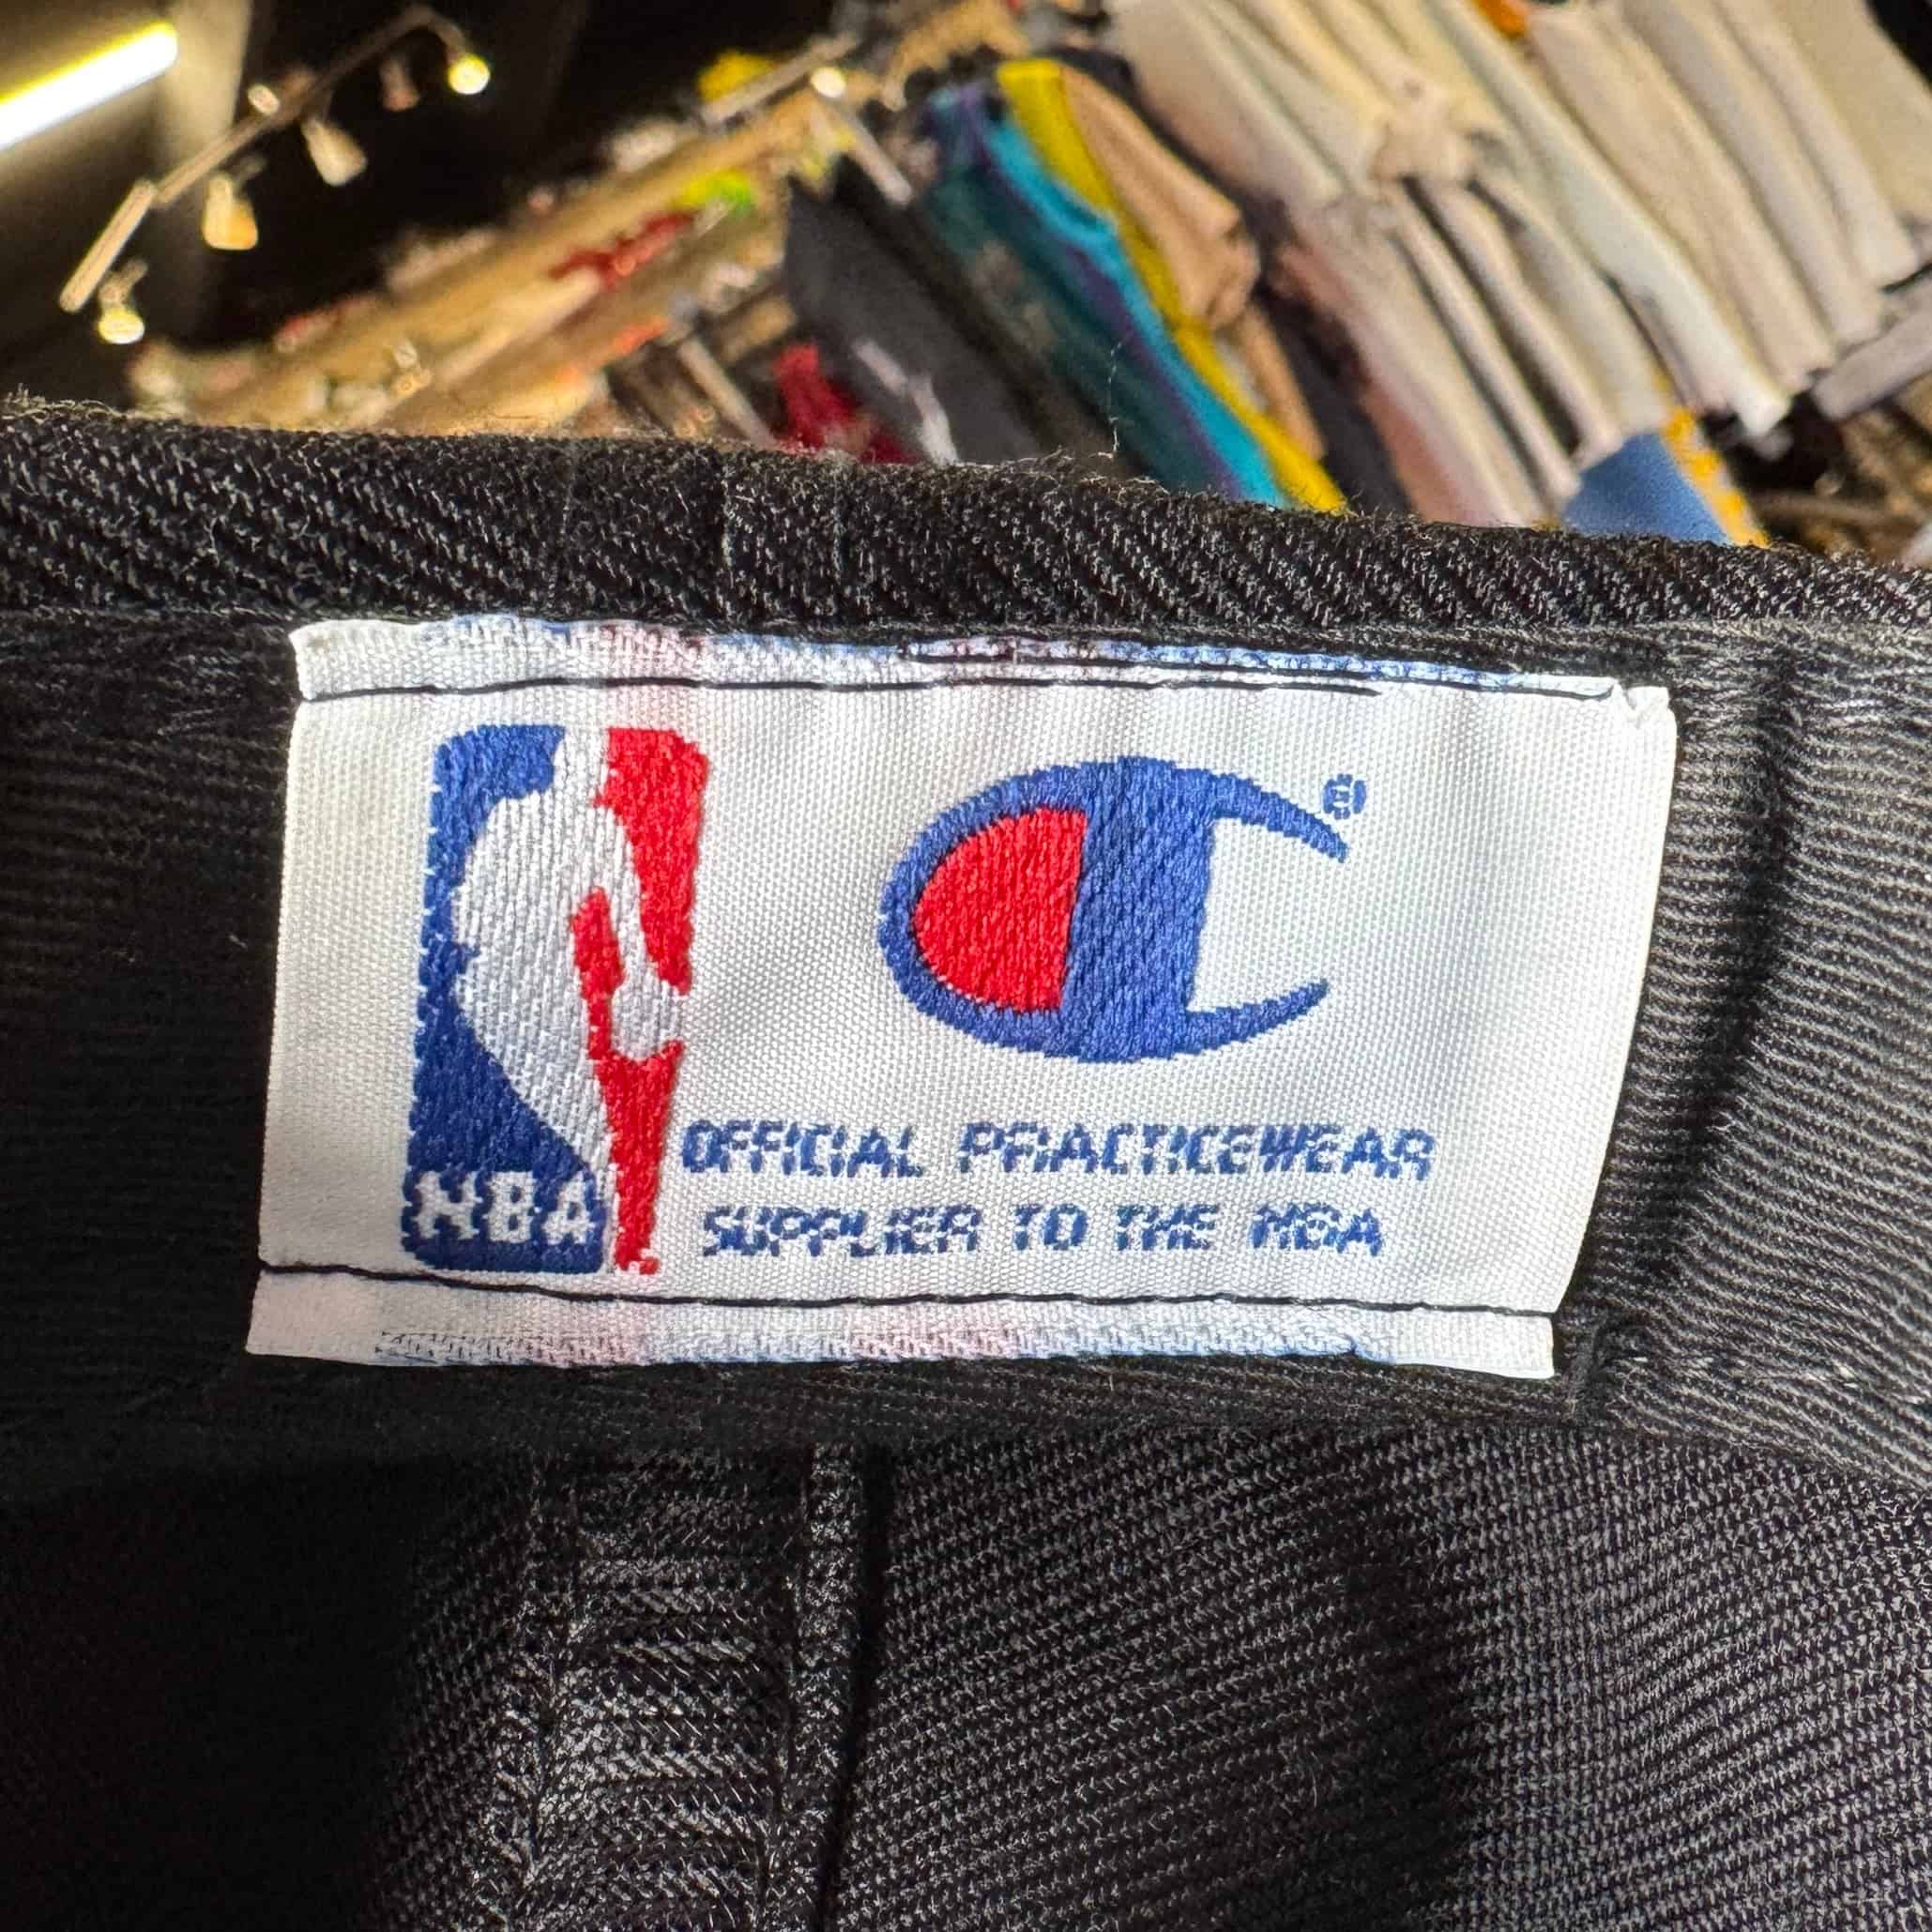 NBA
®
OFFICIAL PRACTICEWEAR
SUPPLIER TO THE NBA